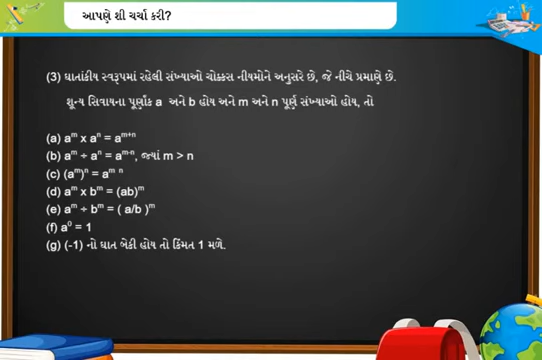 આપણે શી ચર્ચા કરી?
(3) ઘાતાંકીય સ્વરૂપમાં રહેલી સંખ્યાઓ ચોક્કસ નીયમોને અનુસરે છે, જે નીચે પ્રમાણે છે.
શૂન્ય સિવાયના પૂર્ણાંક a અને b હોય અને m અને n પૂર્ણ સંખ્યાઓ હોય, તો
(a) aᵐ x aⁿ = aᵐ⁺ⁿ
(b) aᵐ ÷ aⁿ = aᵐ⁻ⁿ, જ્યાં m > n
(c) (aᵐ)ⁿ = aᵐ ⁿ
(d) aᵐ x bᵐ = (ab)ᵐ
(e) aᵐ ÷ bᵐ = ( a/b )ᵐ
(f) a⁰ = 1
(g) (-1) નો ઘાત બેકી હોય તો કિંમત 1 મળે.